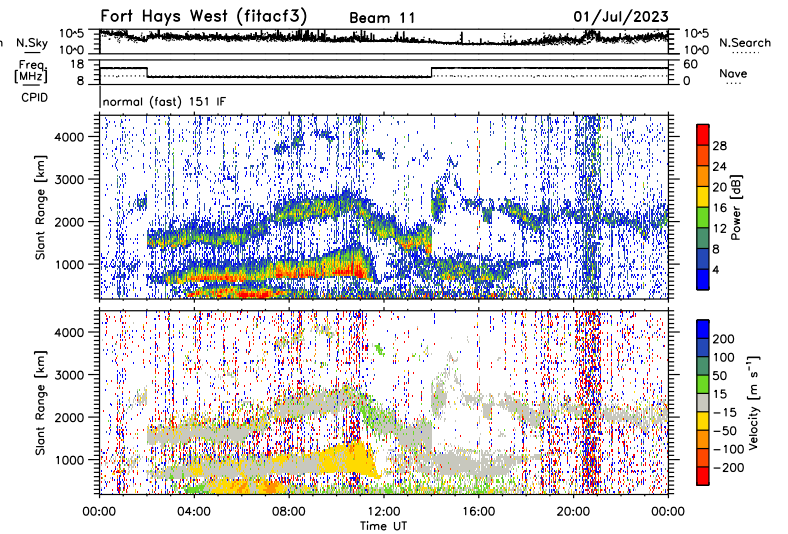 Fort Hays West (fitacf3) Beam 11 01/Jul/2023
N.Sky 10^5 10^0 10^5 10^0 N.Search
Freq. [MHz] 18 8 60 0 Nave
CPID normal (fast) 151 IF
Slant Range [km] 4000 3000 2000 1000
Power [dB] 28 24 20 16 12 8 4
Slant Range [km] 4000 3000 2000 1000
Velocity [m s⁻¹] 200 100 50 15 −15 −50 −100 −200
00:00 04:00 08:00 12:00 16:00 20:00 00:00
Time UT